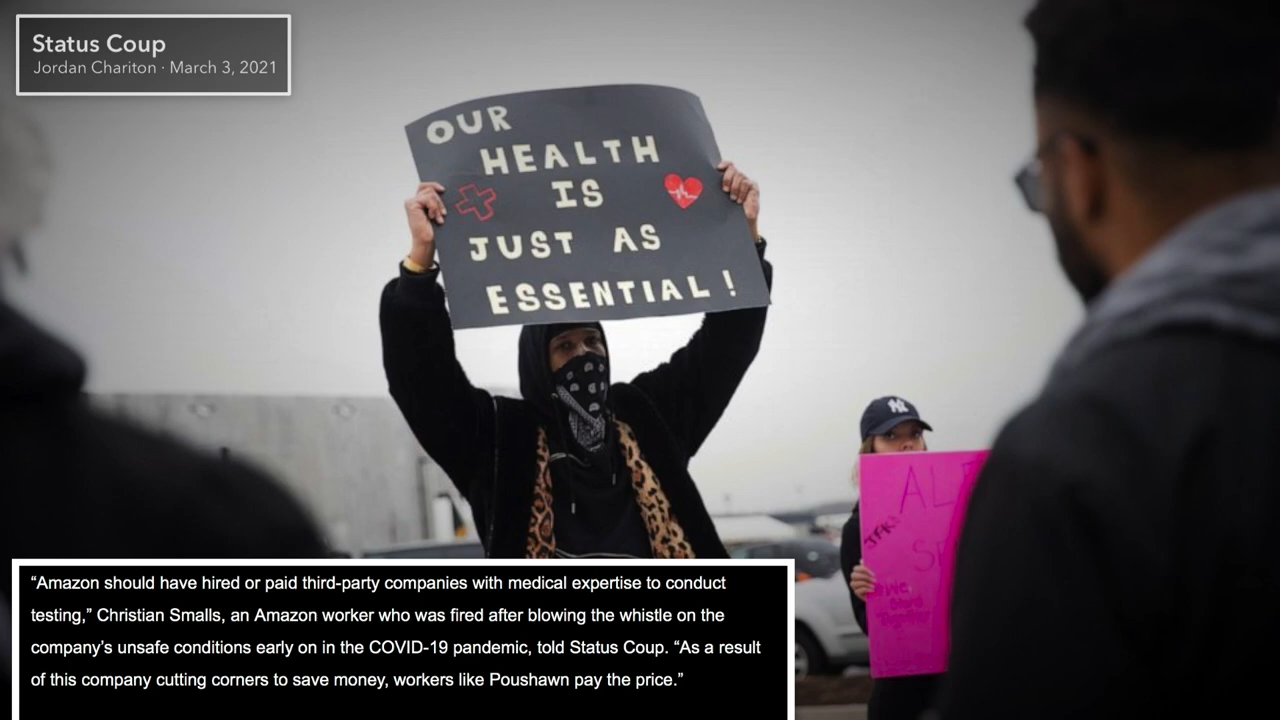 Status Coup
Jordan Chariton · March 3, 2021
OUR
HEALTH
IS
JUST AS
ESSENTIAL!
NY
AL
JFK8
“Amazon should have hired or paid third-party companies with medical expertise to conduct
testing,” Christian Smalls, an Amazon worker who was fired after blowing the whistle on the
company’s unsafe conditions early on in the COVID-19 pandemic, told Status Coup. “As a result
of this company cutting corners to save money, workers like Poushawn pay the price.”